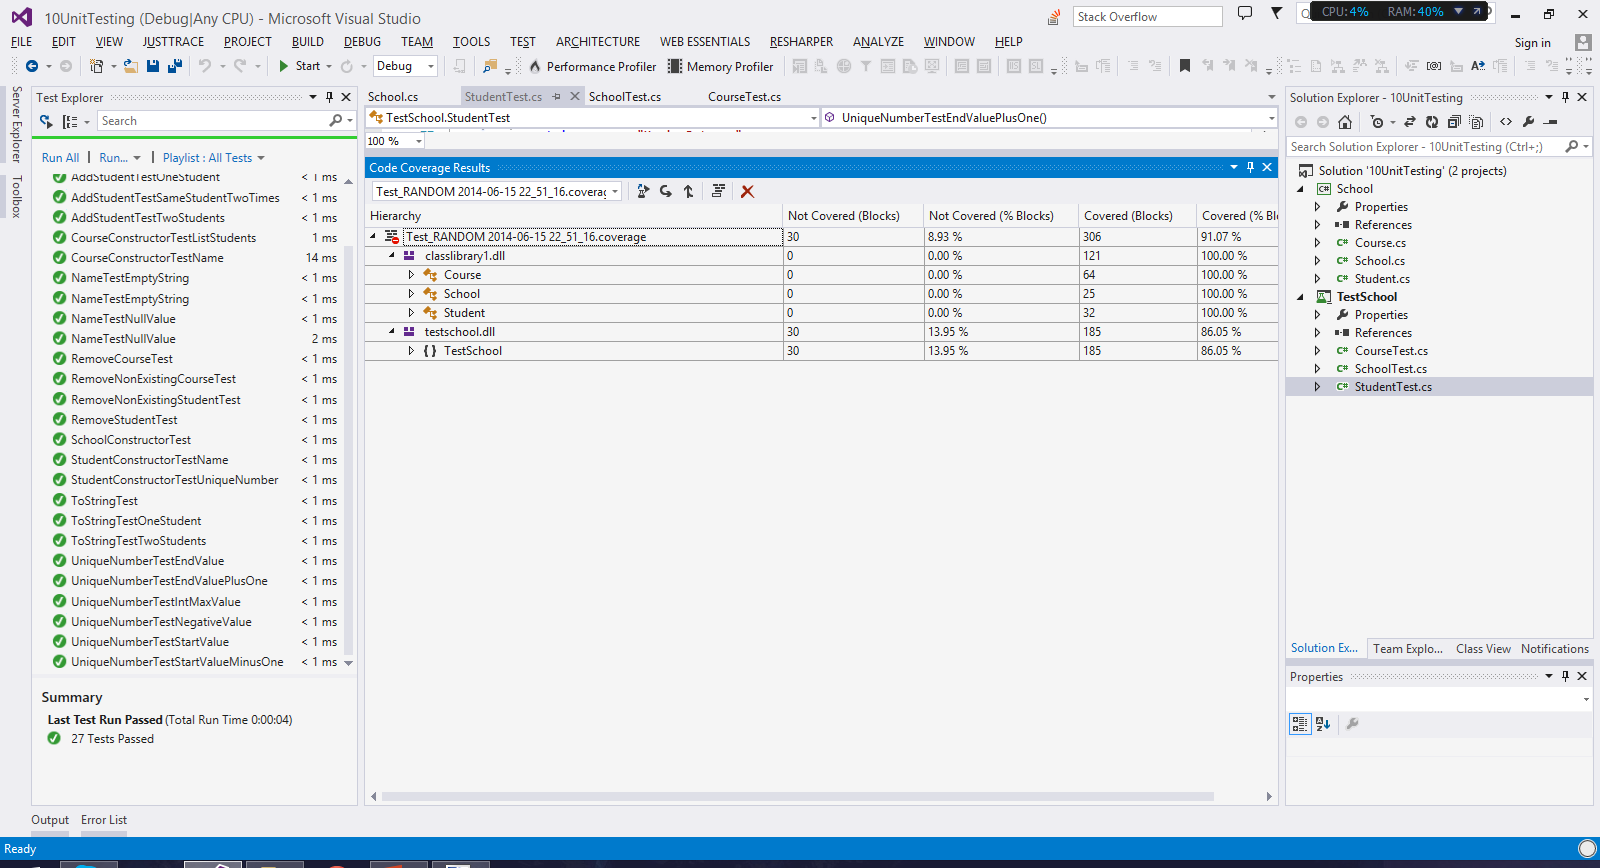 10UnitTesting (Debug|Any CPU) - Microsoft Visual Studio
Stack Overflow
CPU: 4% RAM: 40%
FILE EDIT VIEW JUSTTRACE PROJECT BUILD DEBUG TEAM TOOLS TEST ARCHITECTURE WEB ESSENTIALS RESHARPER ANALYZE WINDOW HELP
Sign in
Start Debug Performance Profiler Memory Profiler
Server Explorer
Toolbox
Test Explorer
Search
Run All | Run... | Playlist : All Tests
AddStudentTestOneStudent < 1 ms
AddStudentTestSameStudentTwoTimes < 1 ms
AddStudentTestTwoStudents < 1 ms
CourseConstructorTestListStudents 1 ms
CourseConstructorTestName 14 ms
NameTestEmptyString < 1 ms
NameTestEmptyString < 1 ms
NameTestNullValue < 1 ms
NameTestNullValue 2 ms
RemoveCourseTest < 1 ms
RemoveNonExistingCourseTest < 1 ms
RemoveNonExistingStudentTest < 1 ms
RemoveStudentTest < 1 ms
SchoolConstructorTest < 1 ms
StudentConstructorTestName < 1 ms
StudentConstructorTestUniqueNumber < 1 ms
ToStringTest < 1 ms
ToStringTestOneStudent < 1 ms
ToStringTestTwoStudents < 1 ms
UniqueNumberTestEndValue < 1 ms
UniqueNumberTestEndValuePlusOne < 1 ms
UniqueNumberTestIntMaxValue < 1 ms
UniqueNumberTestNegativeValue < 1 ms
UniqueNumberTestStartValue < 1 ms
UniqueNumberTestStartValueMinusOne < 1 ms
Summary
Last Test Run Passed (Total Run Time 0:00:04)
27 Tests Passed
School.cs StudentTest.cs SchoolTest.cs CourseTest.cs
TestSchool.StudentTest UniqueNumberTestEndValuePlusOne()
100 %
Code Coverage Results
Test_RANDOM 2014-06-15 22_51_16.coverag
Hierarchy Not Covered (Blocks) Not Covered (% Blocks) Covered (Blocks) Covered (% Bl
Test_RANDOM 2014-06-15 22_51_16.coverage 30 8.93 % 306 91.07 %
classlibrary1.dll 0 0.00 % 121 100.00 %
Course 0 0.00 % 64 100.00 %
School 0 0.00 % 25 100.00 %
Student 0 0.00 % 32 100.00 %
testschool.dll 30 13.95 % 185 86.05 %
{ } TestSchool 30 13.95 % 185 86.05 %
Solution Explorer - 10UnitTesting
Search Solution Explorer - 10UnitTesting (Ctrl+;)
Solution '10UnitTesting' (2 projects)
C# School
Properties
References
C# Course.cs
C# School.cs
C# Student.cs
TestSchool
Properties
References
C# CourseTest.cs
C# SchoolTest.cs
C# StudentTest.cs
Solution Ex... Team Explo... Class View Notifications
Properties
Output Error List
Ready